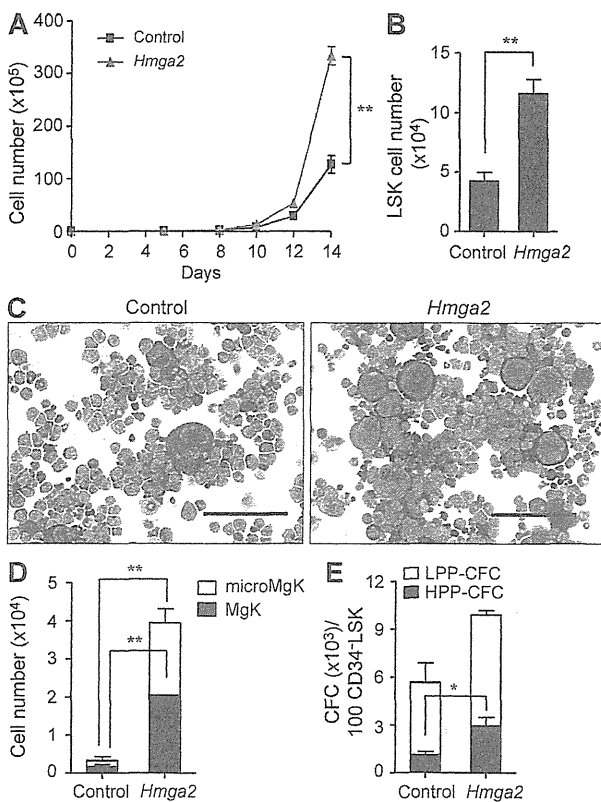 A
Cell number (x10⁵)
400
300
200
100
0
Control
Hmga2
**
0 2 4 6 8 10 12 14
Days
B
LSK cell number
(x10⁴)
15
10
5
0
**
Control Hmga2
C
Control Hmga2
D
Cell number (x10⁴)
5
4
3
2
1
0
**
**
microMgK
MgK
Control Hmga2
E
CFC (x10³)/
100 CD34-LSK
12
9
6
3
0
LPP-CFC
HPP-CFC
*
Control Hmga2